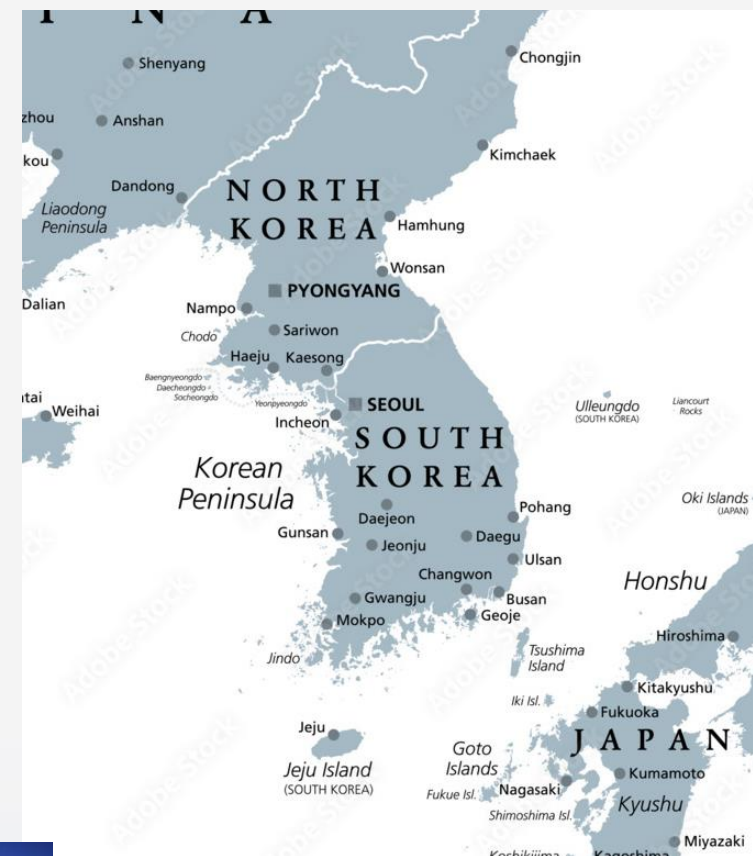 I N A
Shenyang
Chongjin
zhou
Anshan
kou
Kimchaek
Dandong
NORTH
KOREA
Liaodong
Peninsula
Hamhung
Wonsan
PYONGYANG
Dalian
Nampo
Chodo
Sariwon
Haeju
Kaesong
Baengnyeongdo
Daecheongdo
Socheongdo
Yeonpyeongdo
tai
Weihai
SEOUL
Incheon
Ulleungdo
(SOUTH KOREA)
Liancourt
Rocks
SOUTH
KOREA
Korean
Peninsula
Oki Islands
(JAPAN)
Daejeon
Pohang
Gunsan
Jeonju
Daegu
Ulsan
Changwon
Honshu
Gwangju
Busan
Mokpo
Geoje
Hiroshima
Jindo
Tsushima
Island
Kitakyushu
Iki Isl.
Fukuoka
Jeju
JAPAN
Goto
Islands
Jeju Island
(SOUTH KOREA)
Kumamoto
Fukue Isl.
Nagasaki
Kyushu
Shimoshima Isl.
Miyazaki
Koshikijima
Kagoshima
Adobe Stock